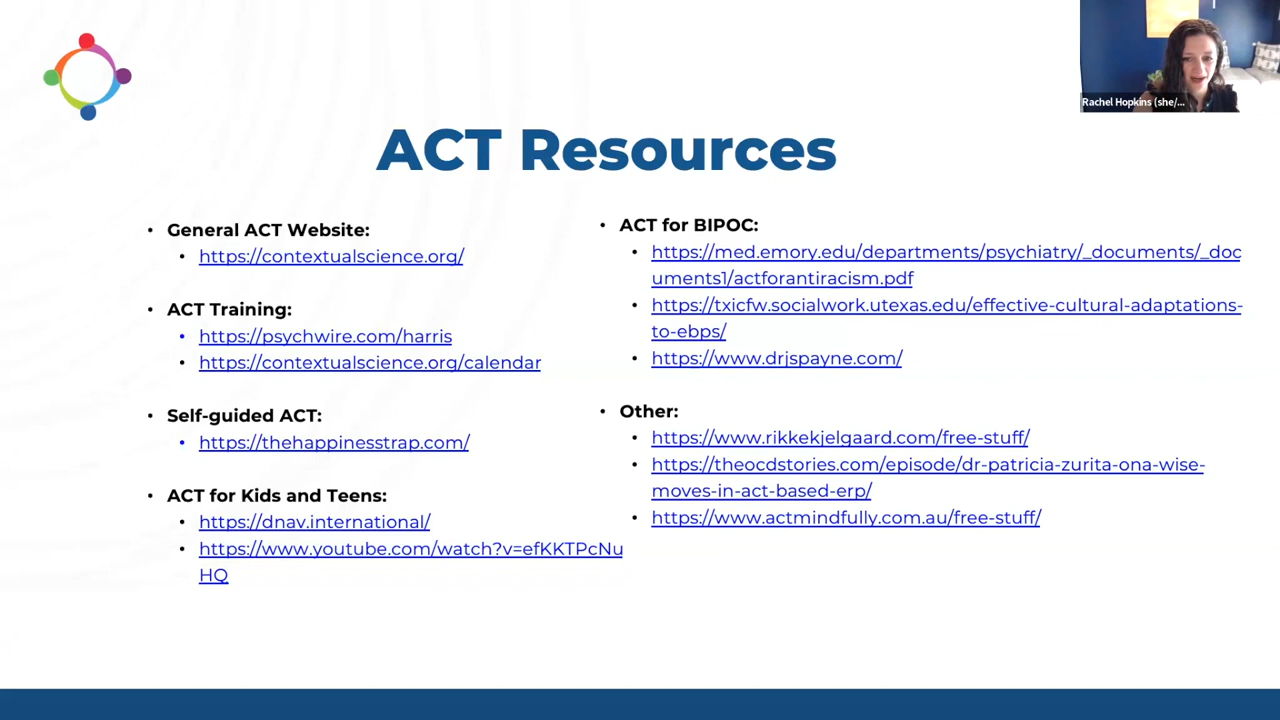 Rachel Hopkins (she/...
ACT Resources
• General ACT Website:
• https://contextualscience.org/
• ACT Training:
• https://psychwire.com/harris
• https://contextualscience.org/calendar
• Self-guided ACT:
• https://thehappinesstrap.com/
• ACT for Kids and Teens:
• https://dnav.international/
• https://www.youtube.com/watch?v=efKKTPcNu
HQ
• ACT for BIPOC:
• https://med.emory.edu/departments/psychiatry/_documents/_doc
uments1/actforantiracism.pdf
• https://txicfw.socialwork.utexas.edu/effective-cultural-adaptations-
to-ebps/
• https://www.drjspayne.com/
• Other:
• https://www.rikkekjelgaard.com/free-stuff/
• https://theocdstories.com/episode/dr-patricia-zurita-ona-wise-
moves-in-act-based-erp/
• https://www.actmindfully.com.au/free-stuff/